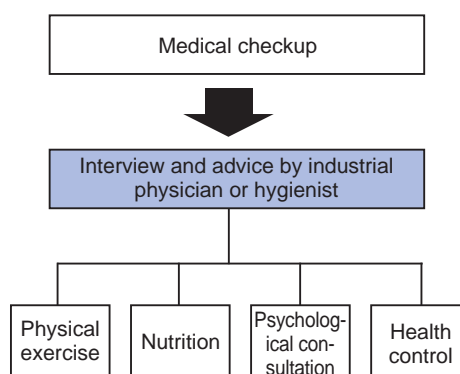 Medical checkup
Interview and advice by industrial
physician or hygienist
Physical
exercise
Nutrition
Psycholog-
ical con-
sultation
Health
control